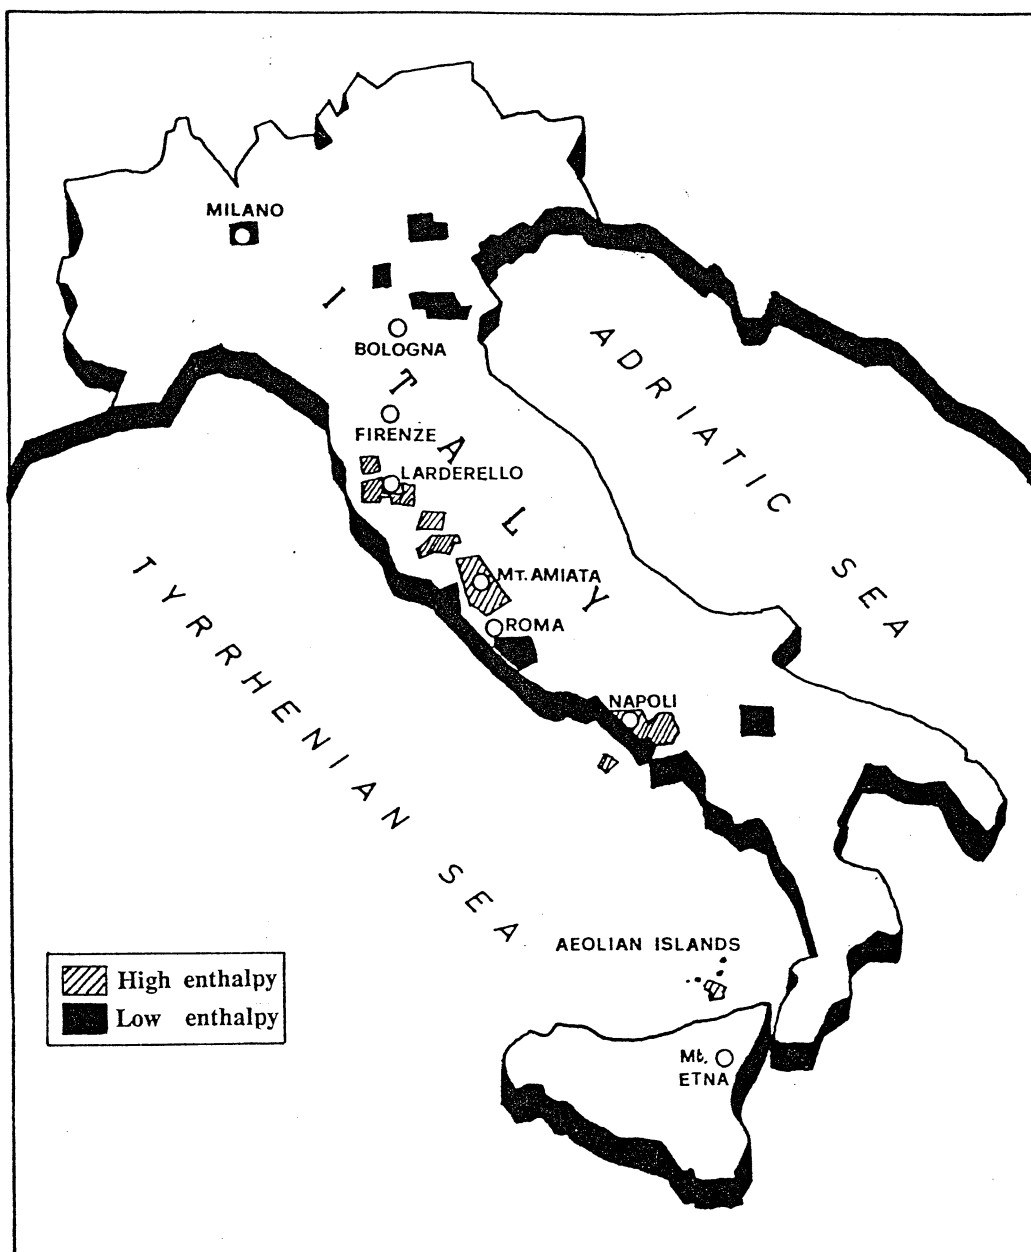 MILANO
BOLOGNA
FIRENZE
LARDERELLO
ITALY
ADRIATIC SEA
MT. AMIATA
ROMA
NAPOLI
TYRRHENIAN SEA
AEOLIAN ISLANDS
High enthalpy
Low enthalpy
Mt.
ETNA